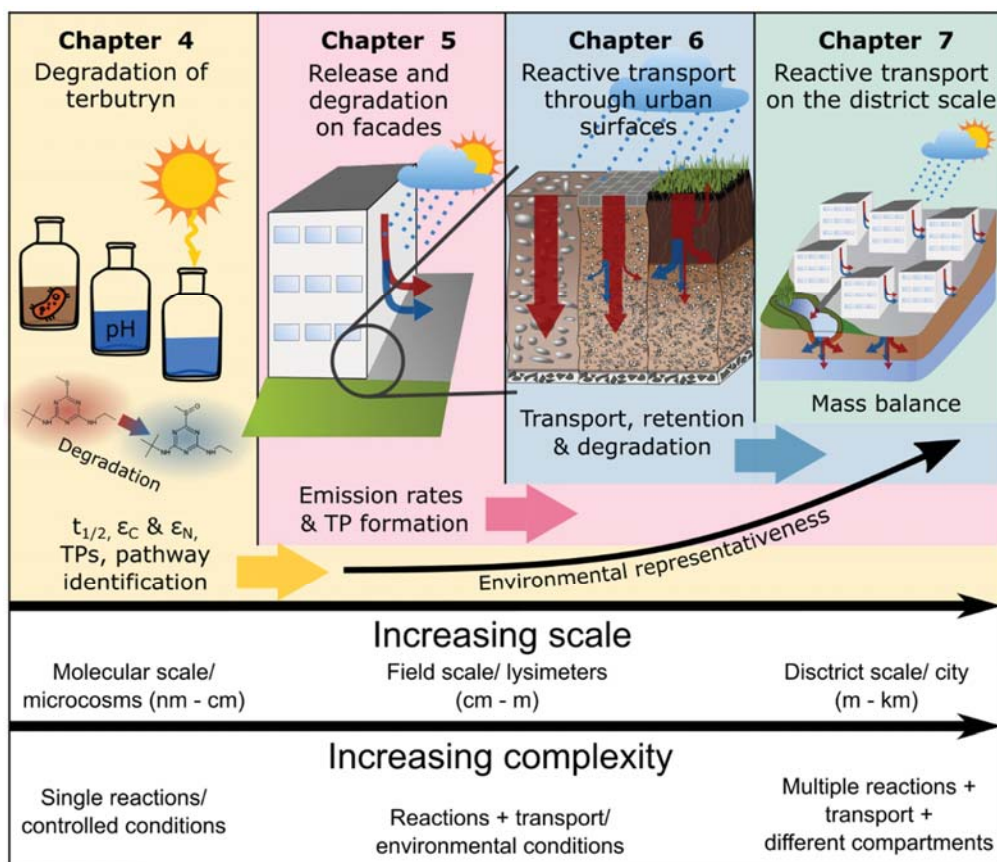 Chapter 4
Degradation of
terbutryn
pH
N
N
N
NH
NH
O
S
N
N
N
NH
NH
Degradation
t1/2, εC & εN,
TPs, pathway
identification
Chapter 5
Release and
degradation
on facades
Emission rates
& TP formation
Chapter 6
Reactive transport
through urban
surfaces
Transport, retention
& degradation
Chapter 7
Reactive transport
on the district scale
Mass balance
Environmental representativeness
Increasing scale
Molecular scale/
microcosms (nm - cm)
Field scale/ lysimeters
(cm - m)
Disctrict scale/ city
(m - km)
Increasing complexity
Single reactions/
controlled conditions
Reactions + transport/
environmental conditions
Multiple reactions +
transport +
different compartments